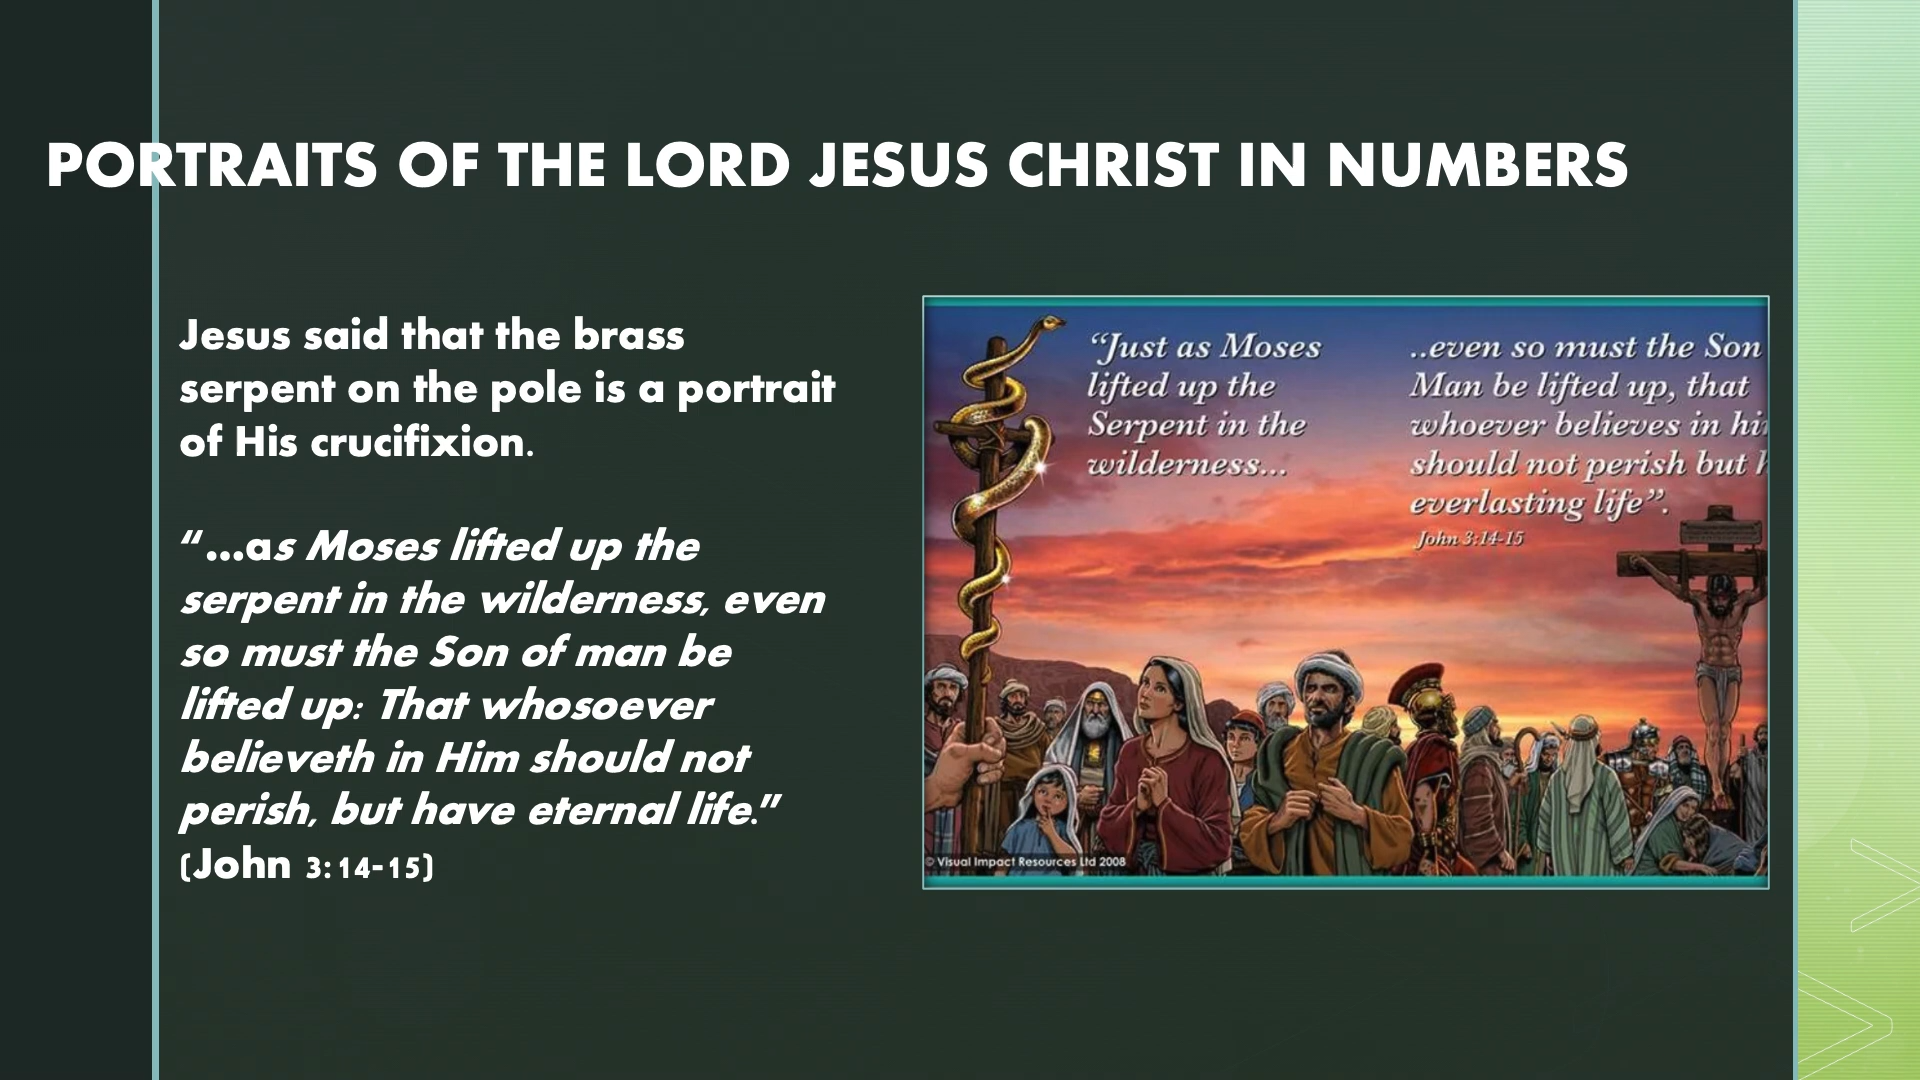 PORTRAITS OF THE LORD JESUS CHRIST IN NUMBERS
Jesus said that the brass
serpent on the pole is a portrait
of His crucifixion.
“…as Moses lifted up the
serpent in the wilderness, even
so must the Son of man be
lifted up: That whosoever
believeth in Him should not
perish, but have eternal life.”
(John 3:14-15)
“Just as Moses
lifted up the
Serpent in the
wilderness...
..even so must the Son
Man be lifted up, that
whoever believes in
should not perish but
everlasting life”.
John 3:14-15
© Visual Impact Resources Ltd 2008